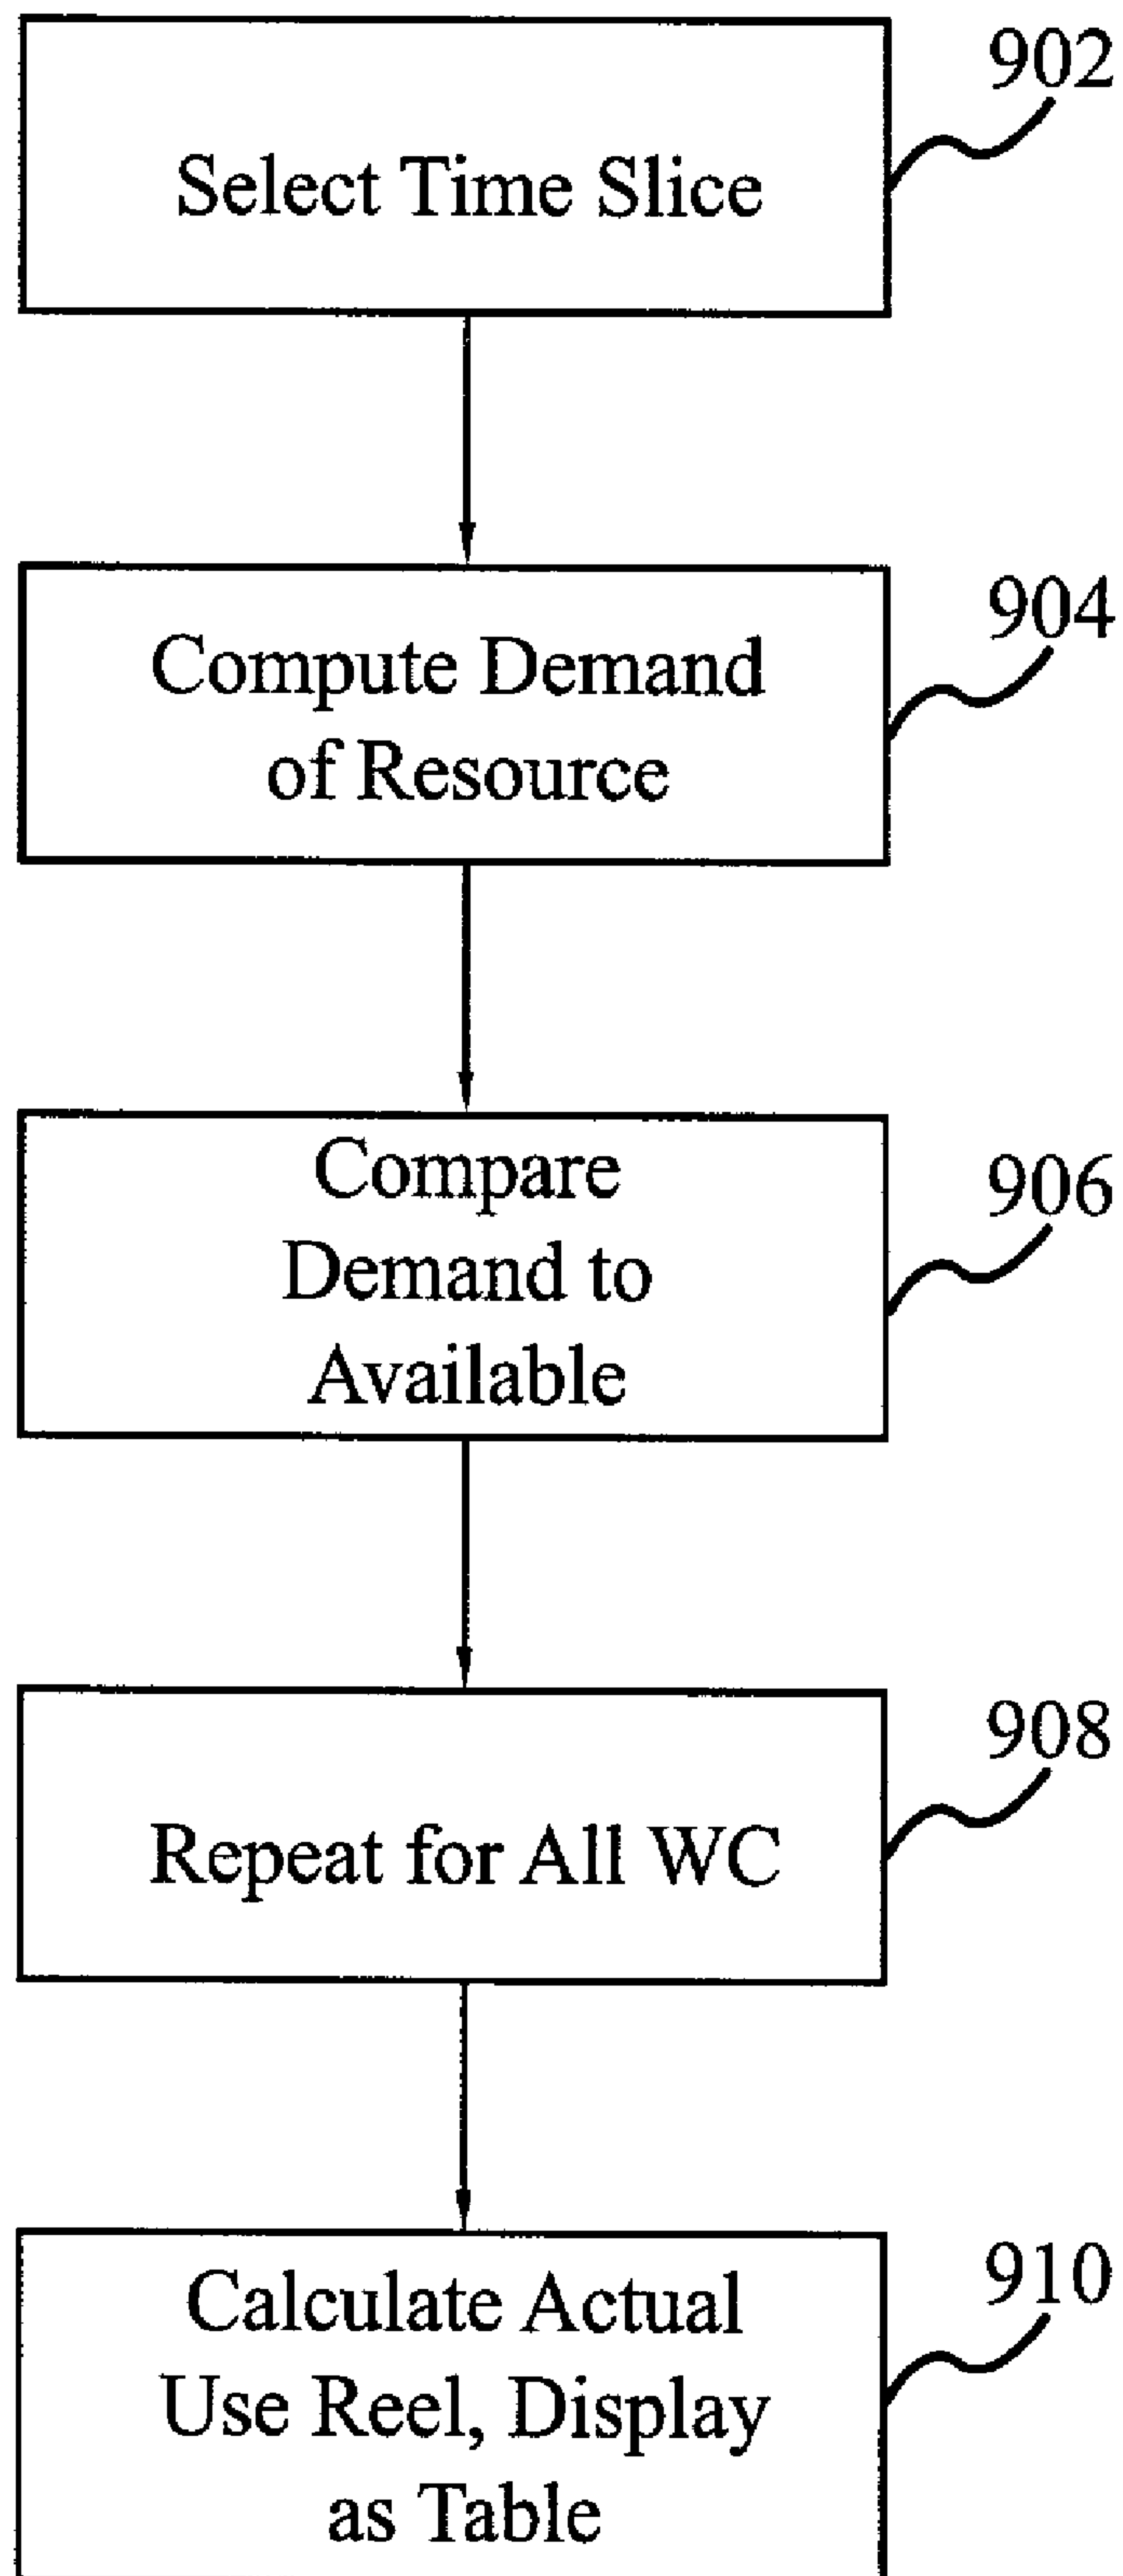 902
Select Time Slice
904
Compute Demand
of Resource
906
Compare
Demand to
Available
908
Repeat for All WC
910
Calculate Actual
Use Reel, Display
as Table